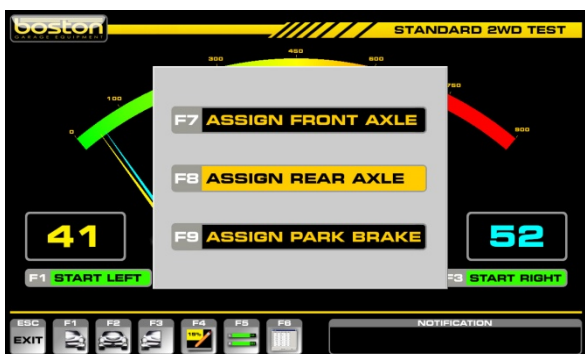 boston
GARAGE EQUIPMENT
STANDARD 2WD TEST
0
100
300
450
600
750
900
F7 ASSIGN FRONT AXLE
F8 ASSIGN REAR AXLE
F9 ASSIGN PARK BRAKE
41
52
F1 START LEFT
F3 START RIGHT
ESC
EXIT
F1
F2
F3
F4
F5
F6
NOTIFICATION